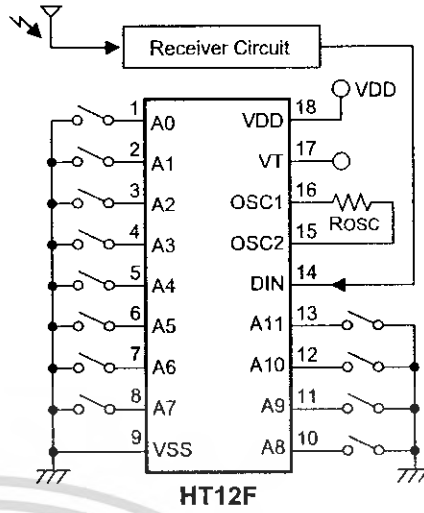 Receiver Circuit
VDD
1 A0 VDD 18
2 A1 VT 17
3 A2 OSC1 16
ROSC
4 A3 OSC2 15
5 A4 DIN 14
6 A5 A11 13
7 A6 A10 12
8 A7 A9 11
9 VSS A8 10
HT12F